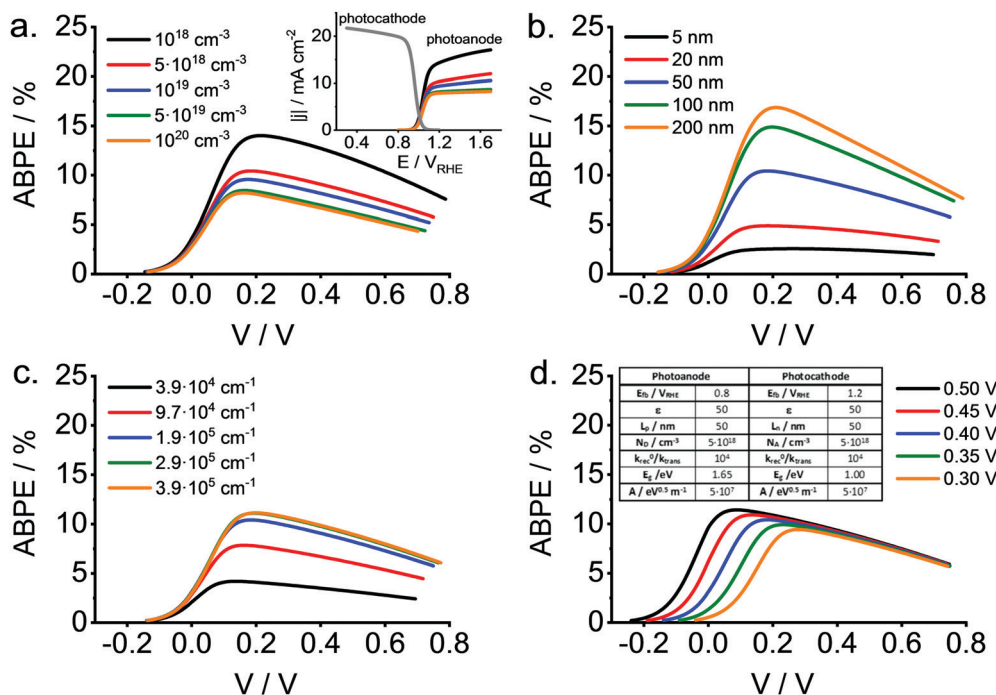 a.
ABPE / %
25
20
15
10
5
0
10¹⁸ cm⁻³
5·10¹⁸ cm⁻³
10¹⁹ cm⁻³
5·10¹⁹ cm⁻³
10²⁰ cm⁻³
photocathode
photoanode
|j| / mA cm⁻²
20
10
0
0.4 0.8 1.2 1.6
E / V_RHE
-0.2 0.0 0.2 0.4 0.6 0.8
V / V
b.
ABPE / %
25
20
15
10
5
0
5 nm
20 nm
50 nm
100 nm
200 nm
-0.2 0.0 0.2 0.4 0.6 0.8
V / V
c.
ABPE / %
25
20
15
10
5
0
3.9·10⁴ cm⁻¹
9.7·10⁴ cm⁻¹
1.9·10⁵ cm⁻¹
2.9·10⁵ cm⁻¹
3.9·10⁵ cm⁻¹
-0.2 0.0 0.2 0.4 0.6 0.8
V / V
d.
ABPE / %
25
20
15
10
5
0
Photoanode Photocathode
E_fb / V_RHE 0.8 E_fb / V_RHE 1.2
ε 50 ε 50
L_p / nm 50 L_n / nm 50
N_D / cm⁻³ 5·10¹⁸ N_A / cm⁻³ 5·10¹⁸
k_rec⁰/k_trans 10⁴ k_rec⁰/k_trans 10⁴
E_g /eV 1.65 E_g /eV 1.00
A / eV⁰·⁵ m⁻¹ 5·10⁷ A / eV⁰·⁵ m⁻¹ 5·10⁷
0.50 V
0.45 V
0.40 V
0.35 V
0.30 V
-0.2 0.0 0.2 0.4 0.6 0.8
V / V